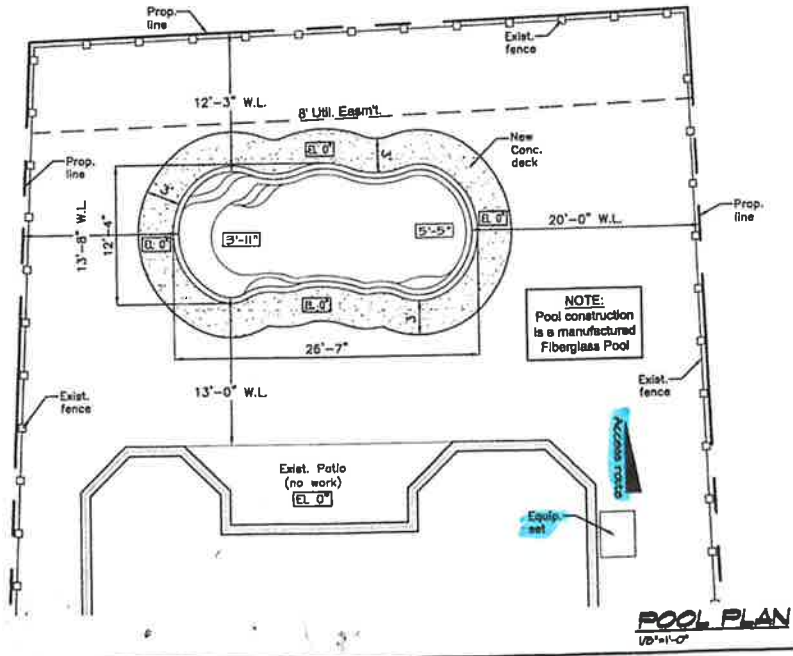 Prop.
line
Exist.
fence
12'-3" W.L.
8' Util. Easm't.
New
Conc.
deck
EL 0"
3'
Prop.
line
3'
Prop.
line
13'-8" W.L.
12'-4"
EL 0"
3'-11"
5'-5"
EL 0"
20'-0" W.L.
EL 0"
3'
NOTE:
Pool construction
is a manufactured
Fiberglass Pool
26'-7"
13'-0" W.L.
Exist.
fence
Exist.
fence
Access route
Exist. Patio
(no work)
EL 0"
Equip.
set
POOL PLAN
1/8"=1'-0"